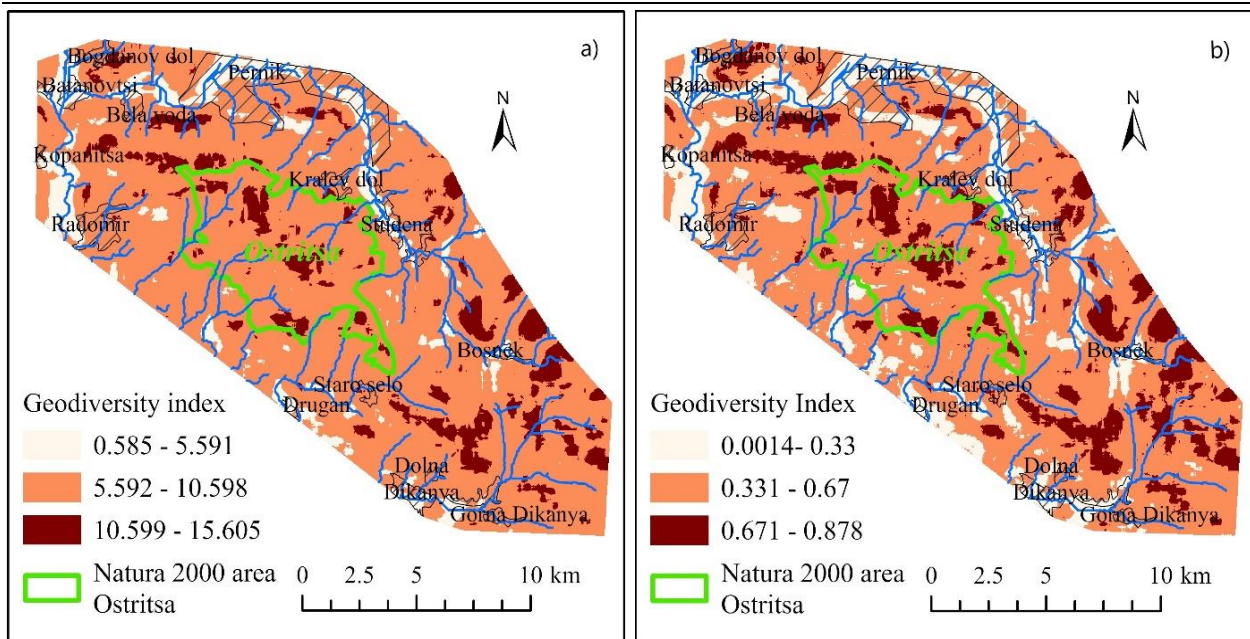 a)
Bogdanov dol
Batanovtsi
Pernik
Bela voda
N
Kopanitsa
Kralev dol
Radomir
Studena
Ostritsa
Bosnek
Staro selo
Drugan
Geodiversity index
0.585 - 5.591
5.592 - 10.598
10.599 - 15.605
Dolna
Dikanya
Gorna Dikanya
Natura 2000 area
Ostritsa
0 2.5 5 10 km
b)
Bogdanov dol
Batanovtsi
Pernik
Bela voda
N
Kopanitsa
Kralev dol
Radomir
Studena
Ostritsa
Bosnek
Staro selo
Drugan
Geodiversity Index
0.0014- 0.33
0.331 - 0.67
0.671 - 0.878
Dolna
Dikanya
Gorna Dikanya
Natura 2000 area
Ostritsa
0 2.5 5 10 km